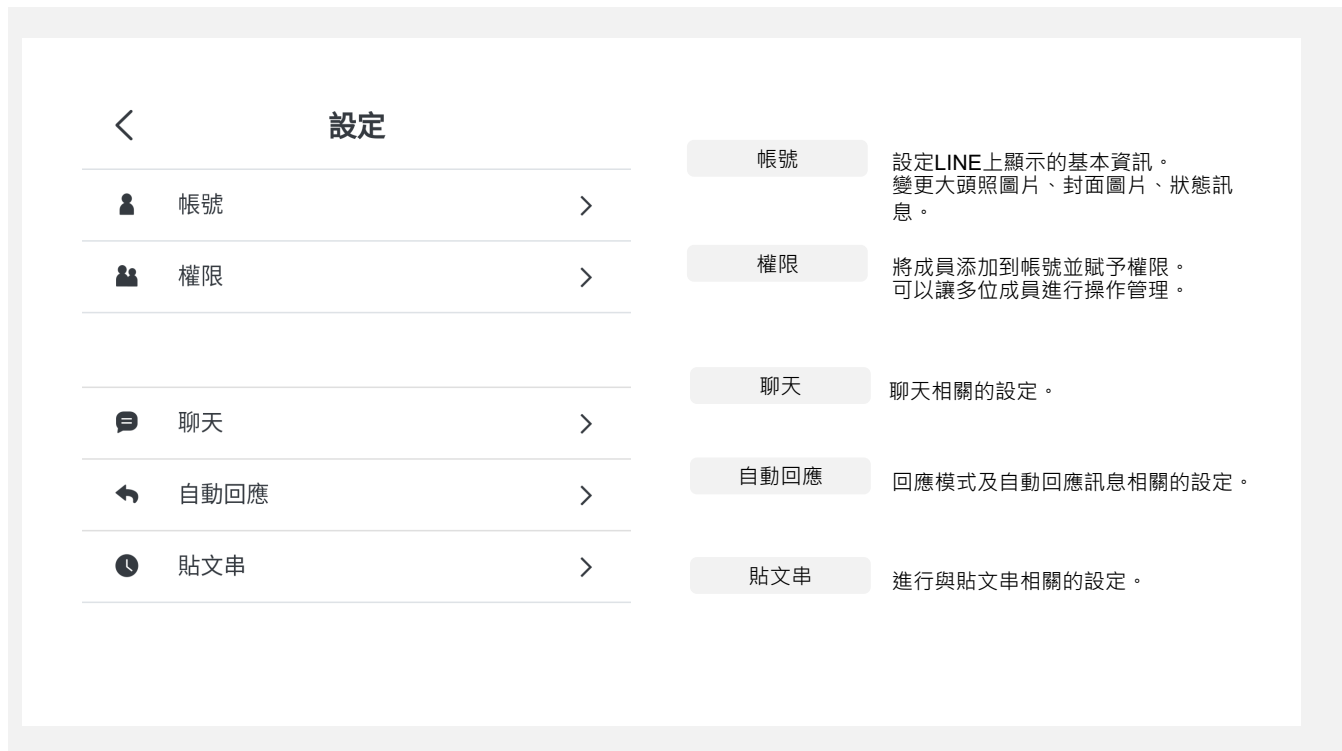 設定
帳號
權限
聊天
自動回應
貼文串
帳號
設定LINE上顯示的基本資訊。
變更大頭照圖片、封面圖片、狀態訊
息。
權限
將成員添加到帳號並賦予權限。
可以讓多位成員進行操作管理。
聊天
聊天相關的設定。
自動回應
回應模式及自動回應訊息相關的設定。
貼文串
進行與貼文串相關的設定。